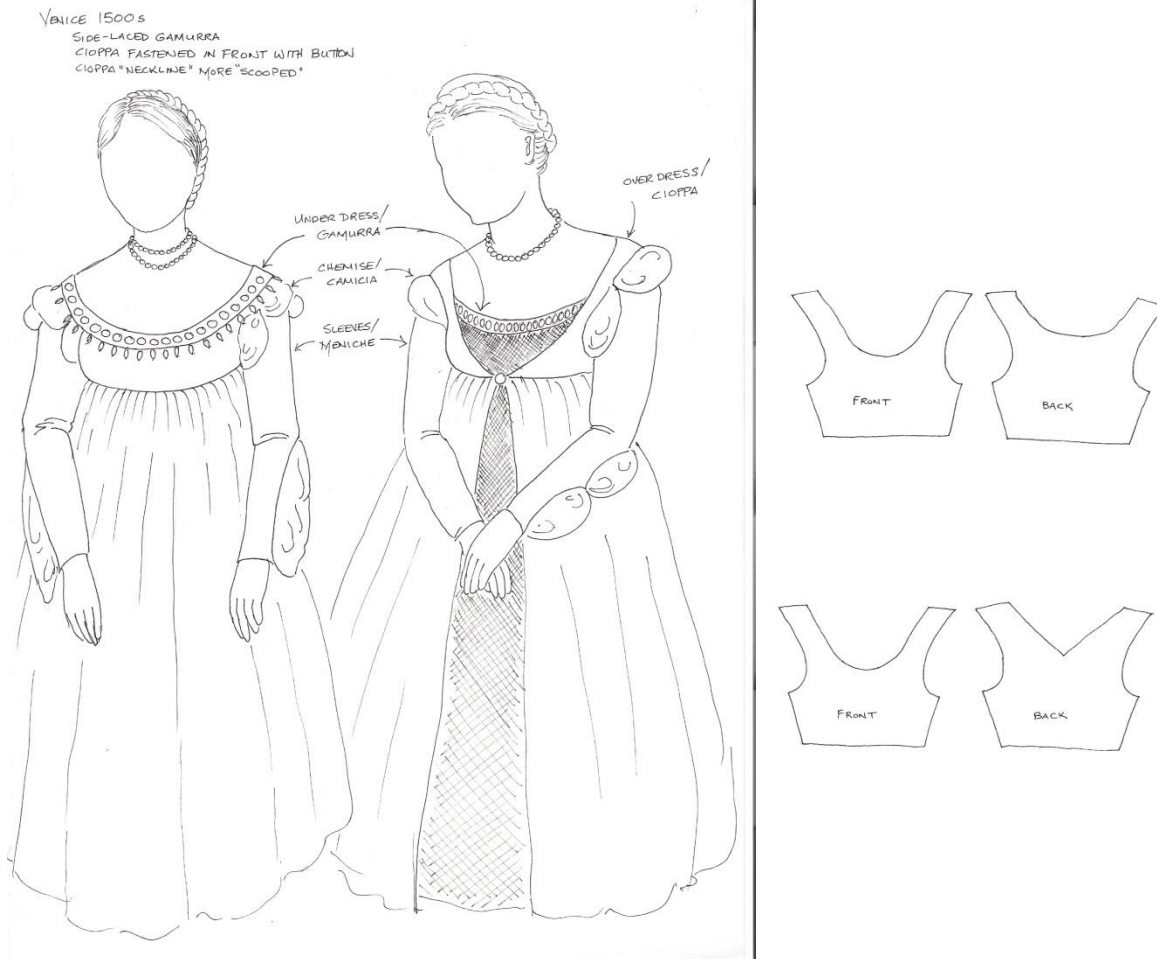 VENICE 1500s
SIDE-LACED GAMURRA
CIOPPA FASTENED IN FRONT WITH BUTTON
CIOPPA "NECKLINE" MORE "SCOOPED"
OVER DRESS/
CIOPPA
UNDER DRESS/
GAMURRA
CHEMISE/
CAMICIA
SLEEVES/
MENICHE
FRONT
BACK
FRONT
BACK